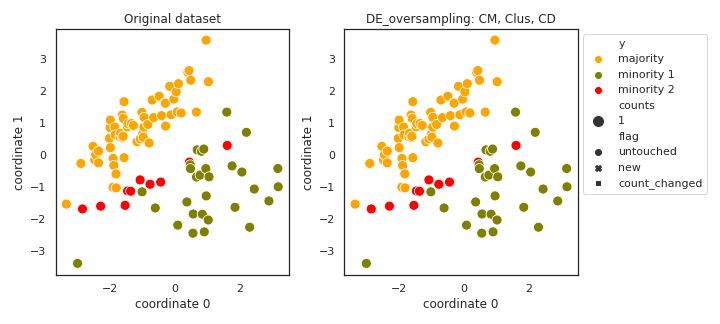 Original dataset
DE_oversampling: CM, Clus, CD
coordinate 1
3
2
1
0
−1
−2
−3
−2
0
2
coordinate 0
coordinate 1
3
2
1
0
−1
−2
−3
−2
0
2
coordinate 0
y
majority
minority 1
minority 2
counts
1
flag
untouched
new
count_changed